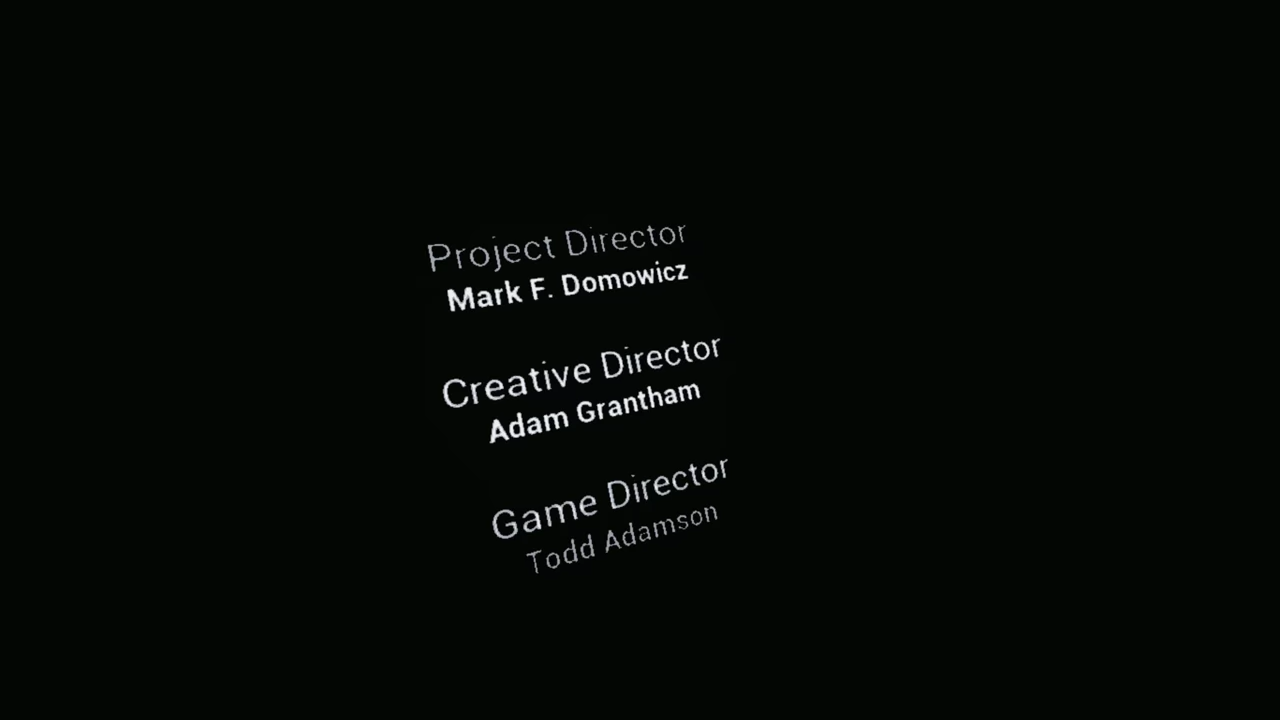 Project Director
Mark F. Domowicz
Creative Director
Adam Grantham
Game Director
Todd Adamson